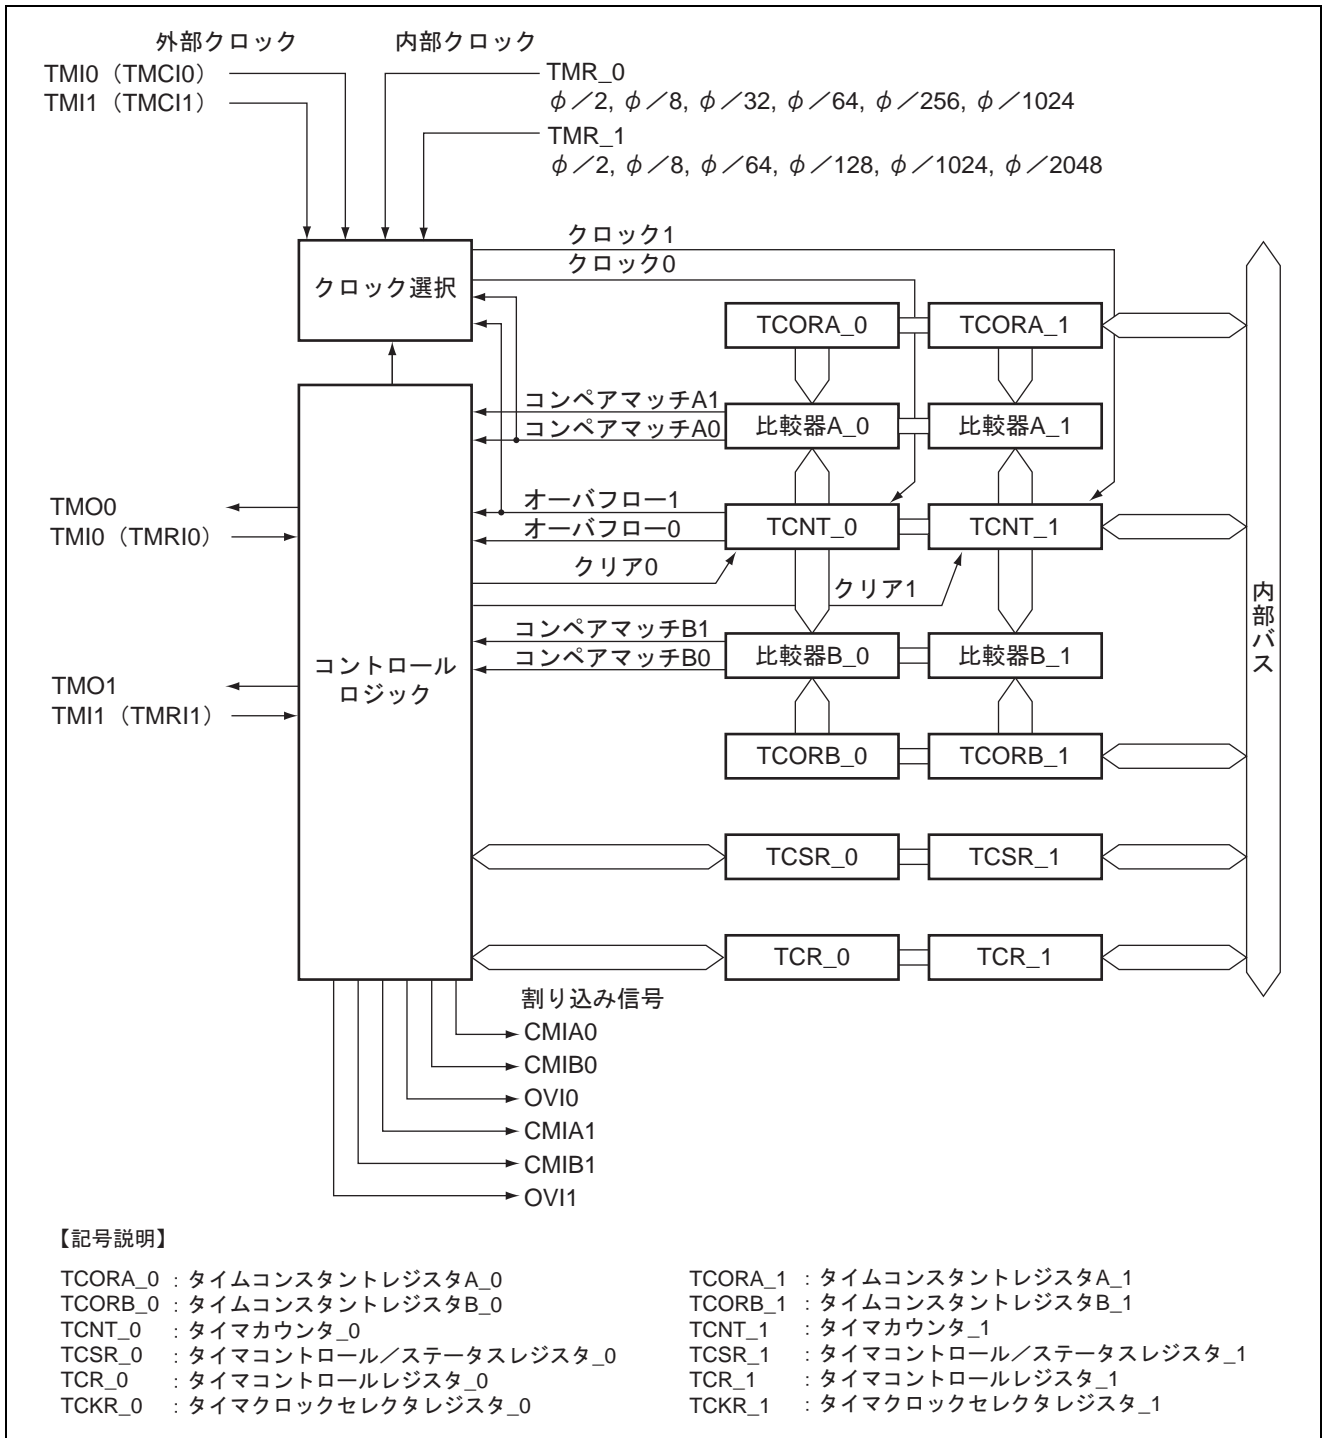 外部クロック 内部クロック
TMI0（TMCI0） TMR_0
TMI1（TMCI1） φ／2, φ／8, φ／32, φ／64, φ／256, φ／1024
TMR_1
φ／2, φ／8, φ／64, φ／128, φ／1024, φ／2048
クロック1
クロック0
クロック選択
TCORA_0 TCORA_1
コンペアマッチA1
コンペアマッチA0
比較器A_0 比較器A_1
TMO0
TMI0（TMRI0）
オーバフロー1
オーバフロー0
TCNT_0 TCNT_1
クリア0
クリア1
内部バス
コンペアマッチB1
コンペアマッチB0
比較器B_0 比較器B_1
コントロール
ロジック
TMO1
TMI1（TMRI1）
TCORB_0 TCORB_1
TCSR_0 TCSR_1
TCR_0 TCR_1
割り込み信号
CMIA0
CMIB0
OVI0
CMIA1
CMIB1
OVI1
【記号説明】
TCORA_0 : タイムコンスタントレジスタA_0 TCORA_1 : タイムコンスタントレジスタA_1
TCORB_0 : タイムコンスタントレジスタB_0 TCORB_1 : タイムコンスタントレジスタB_1
TCNT_0 : タイマカウンタ_0 TCNT_1 : タイマカウンタ_1
TCSR_0 : タイマコントロール／ステータスレジスタ_0 TCSR_1 : タイマコントロール／ステータスレジスタ_1
TCR_0 : タイマコントロールレジスタ_0 TCR_1 : タイマコントロールレジスタ_1
TCKR_0 : タイマクロックセレクタレジスタ_0 TCKR_1 : タイマクロックセレクタレジスタ_1